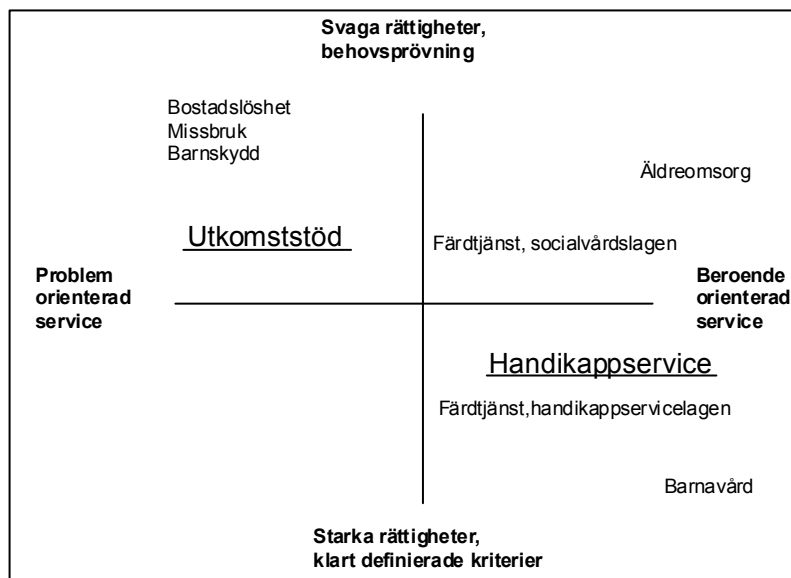 Svaga rättigheter,
behovsprövning
Bostadslöshet
Missbruk
Barnskydd
Äldreomsorg
Utkomststöd
Färdtjänst, socialvårdslagen
Problem
orienterad
service
Beroende
orienterad
service
Handikappservice
Färdtjänst,handikappservicelagen
Barnavård
Starka rättigheter,
klart definierade kriterier